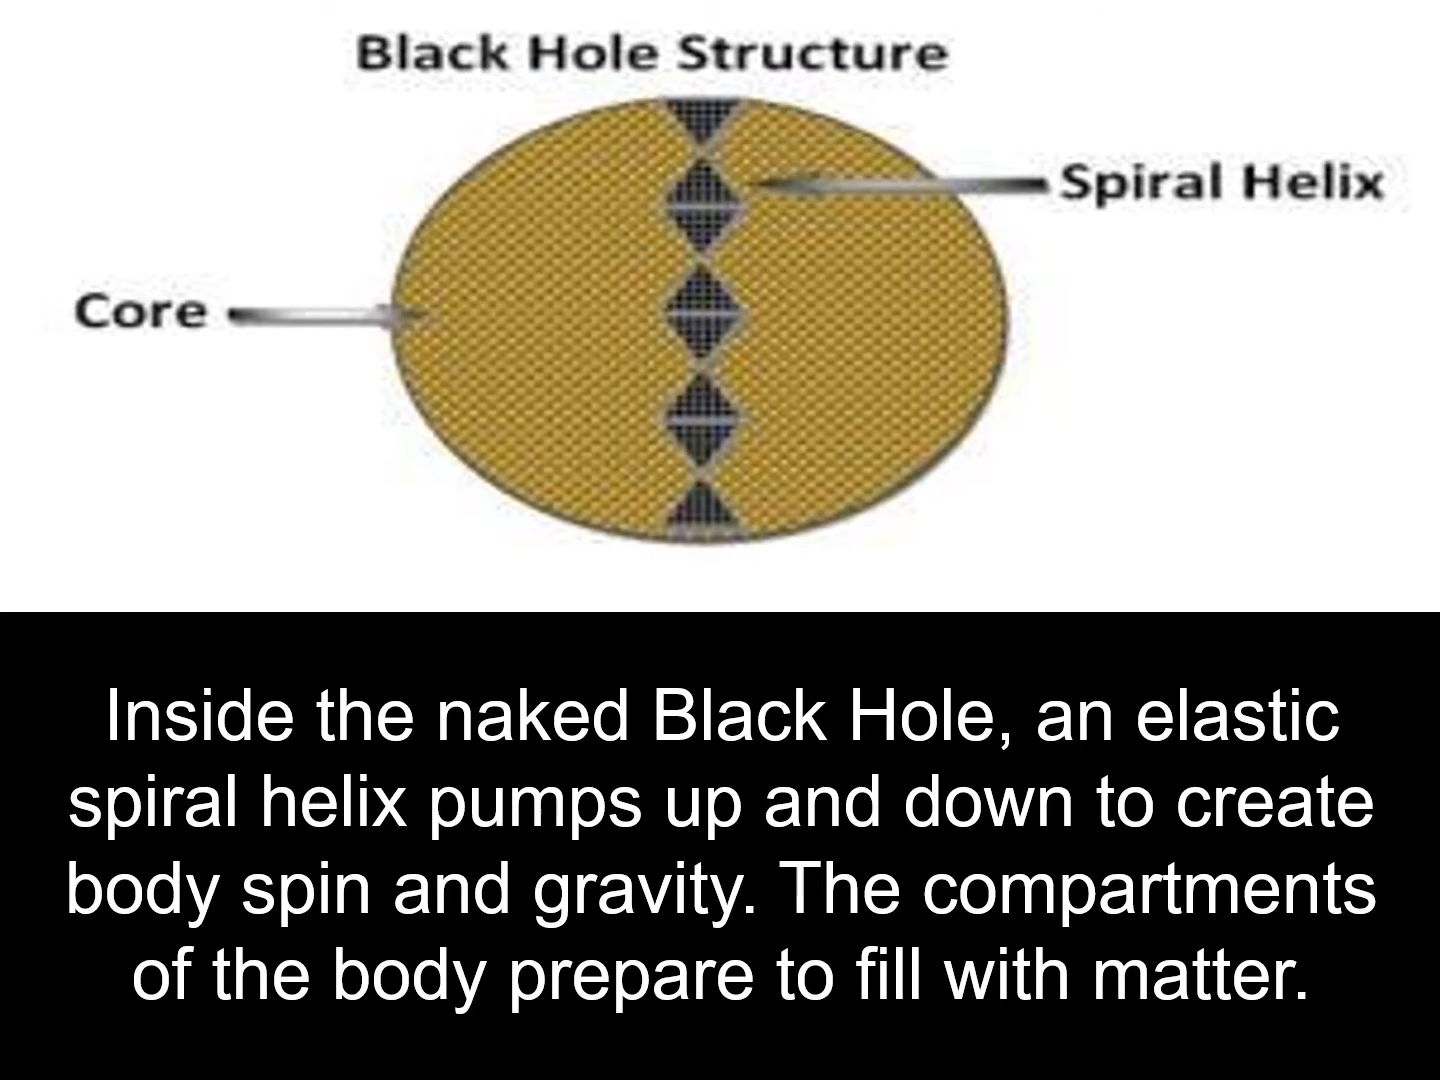 Black Hole Structure
Spiral Helix
Core
Inside the naked Black Hole, an elastic
spiral helix pumps up and down to create
body spin and gravity. The compartments
of the body prepare to fill with matter.